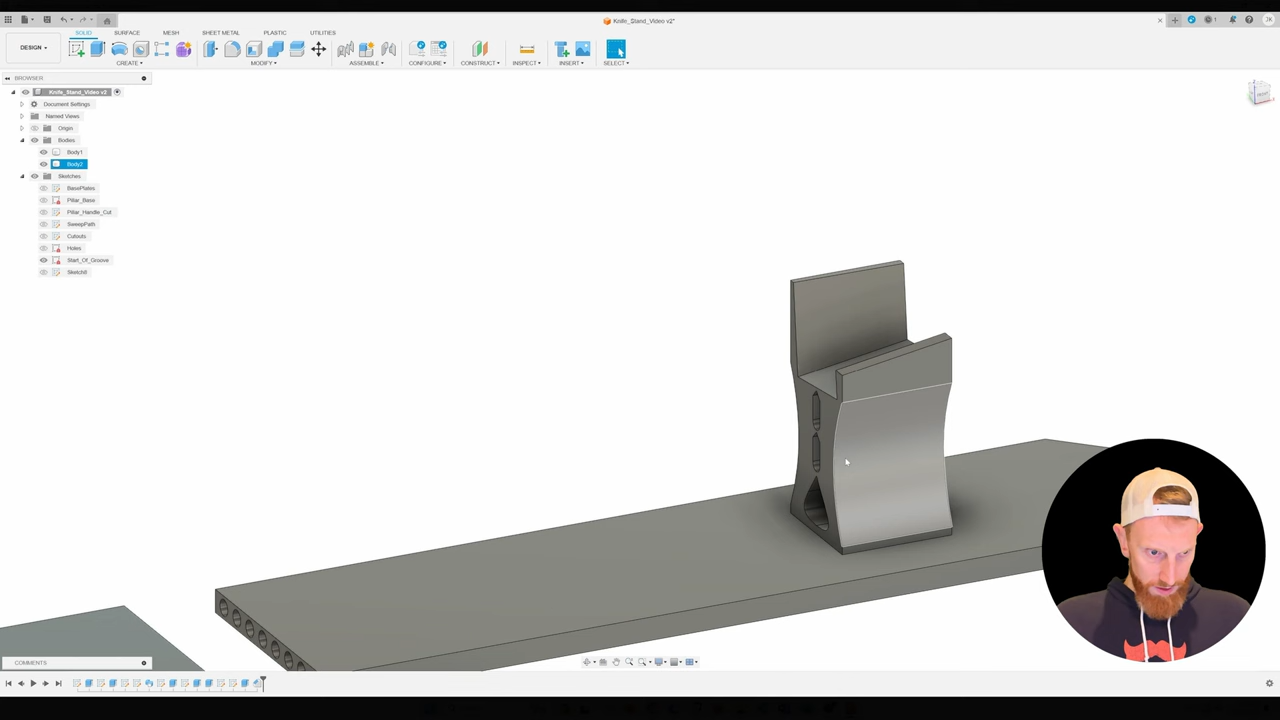 Knife_Stand_Video v2*
DESIGN
SOLID
SURFACE
MESH
SHEET METAL
PLASTIC
UTILITIES
CREATE
MODIFY
ASSEMBLE
CONFIGURE
CONSTRUCT
INSPECT
INSERT
SELECT
BROWSER
Knife_Stand_Video v2
Document Settings
Named Views
Origin
Bodies
Body1
Body2
Sketches
BasePlates
Pillar_Base
Pillar_Handle_Cut
SweepPath
Cutouts
Holes
Start_Of_Groove
Sketch8
COMMENTS